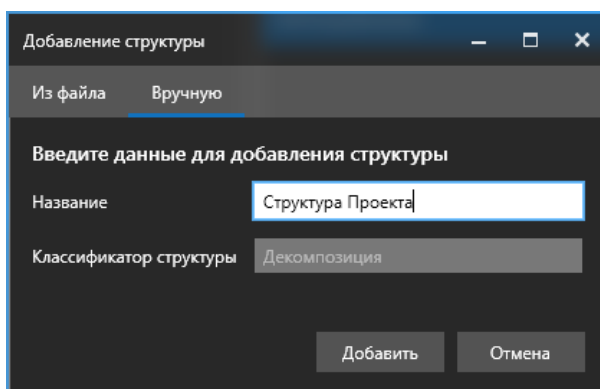 Добавление структуры
Из файла Вручную
Введите данные для добавления структуры
Название Структура Проекта
Классификатор структуры Декомпозиция
Добавить Отмена